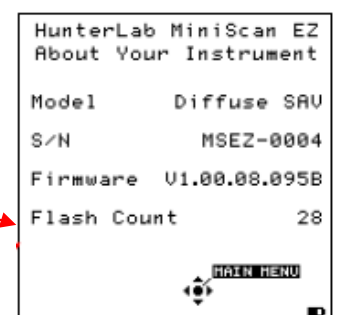 HunterLab MiniScan EZ
About Your Instrument
Model Diffuse SAV
S/N MSEZ-0004
Firmware V1.00.08.095B
Flash Count 28
MAIN MENU